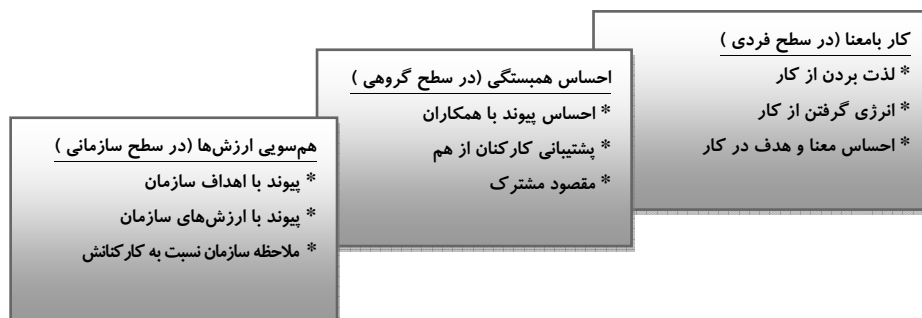 کار بامعنا (در سطح فردی )
* لذت بردن از کار
* انرژی گرفتن از کار
* احساس معنا و هدف در کار
احساس همبستگی (در سطح گروهی )
* احساس پیوند با همکاران
* پشتیبانی کارکنان از هم
* مقصود مشترک
هم‌سویی ارزش‌ها (در سطح سازمانی )
* پیوند با اهداف سازمان
* پیوند با ارزش‌های سازمان
* ملاحظه سازمان نسبت به کارکنانش